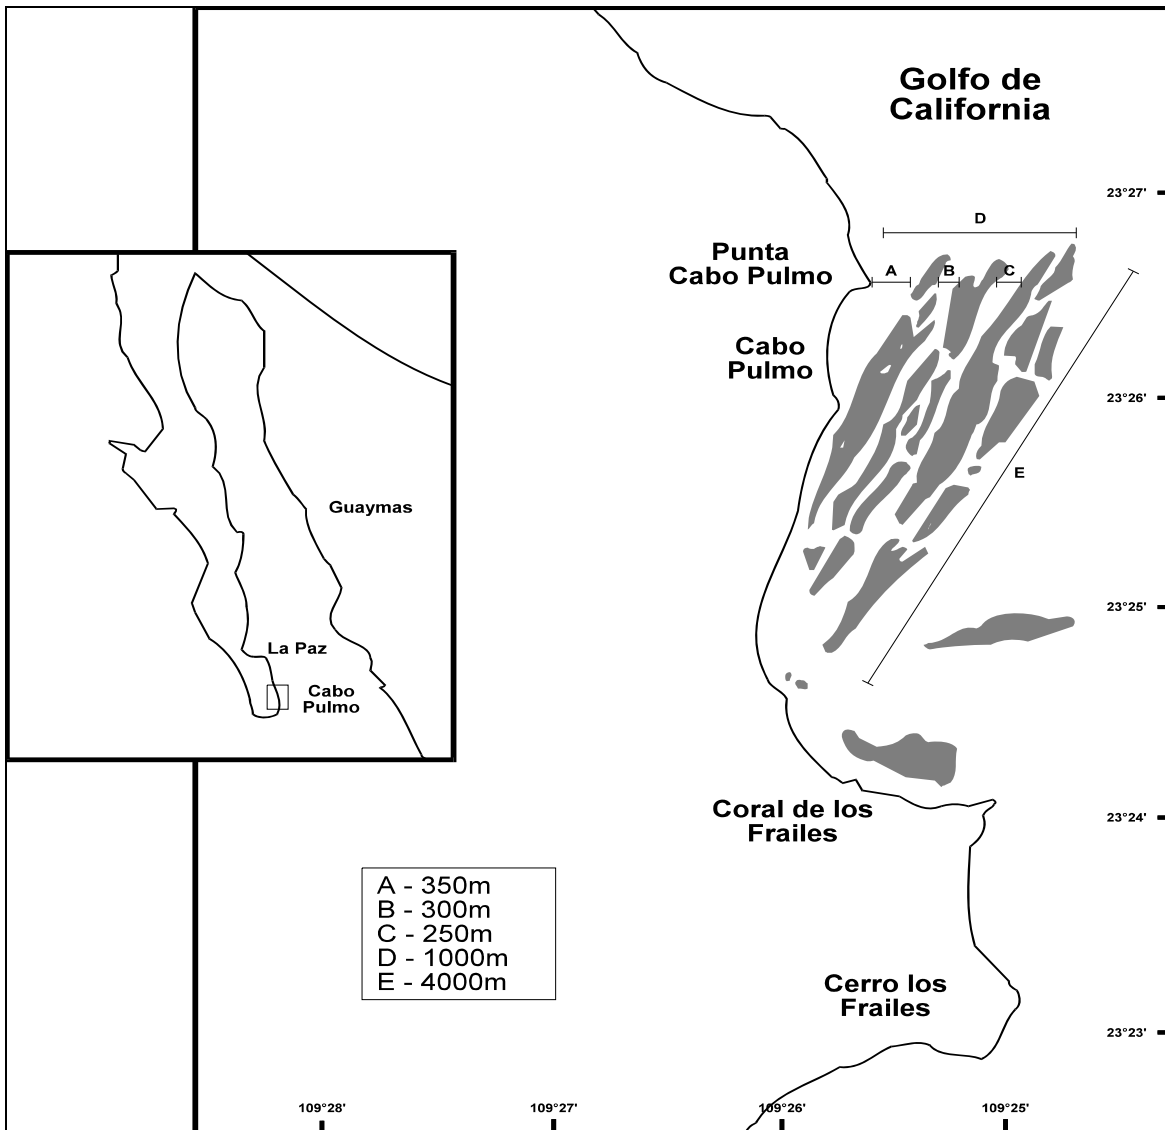 Golfo de
California
23°27'
D
Punta
Cabo Pulmo
A
B
C
Cabo
Pulmo
23°26'
E
Guaymas
23°25'
La Paz
Cabo
Pulmo
Coral de los
Frailes
23°24'
A - 350m
B - 300m
C - 250m
D - 1000m
E - 4000m
Cerro los
Frailes
23°23'
109°28'
109°27'
109°26'
109°25'